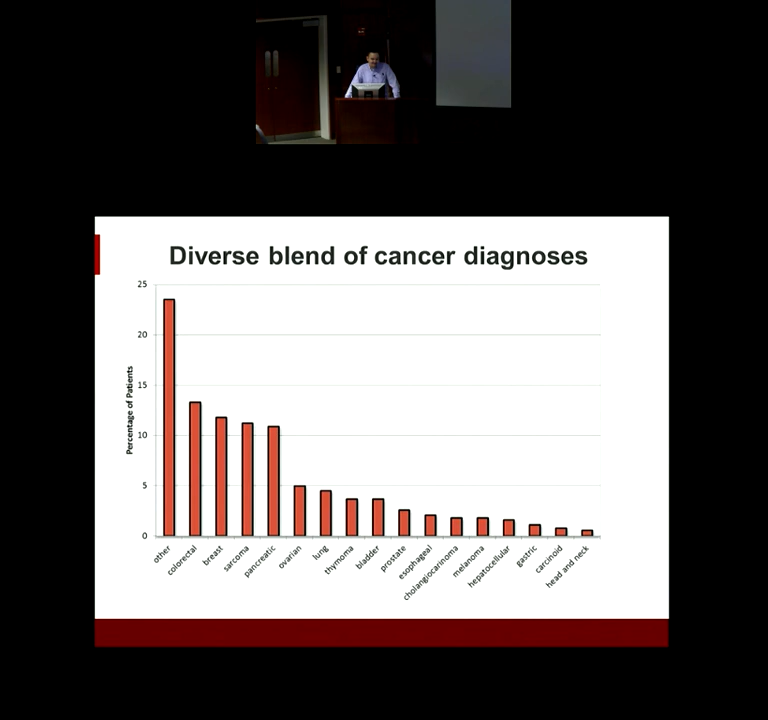 Diverse blend of cancer diagnoses
25
20
15
10
5
0
Percentage of Patients
other
colorectal
breast
sarcoma
pancreatic
ovarian
lung
thymoma
bladder
prostate
esophageal
cholangiocarinoma
melanoma
hepatocellular
gastric
carcinoid
head and neck